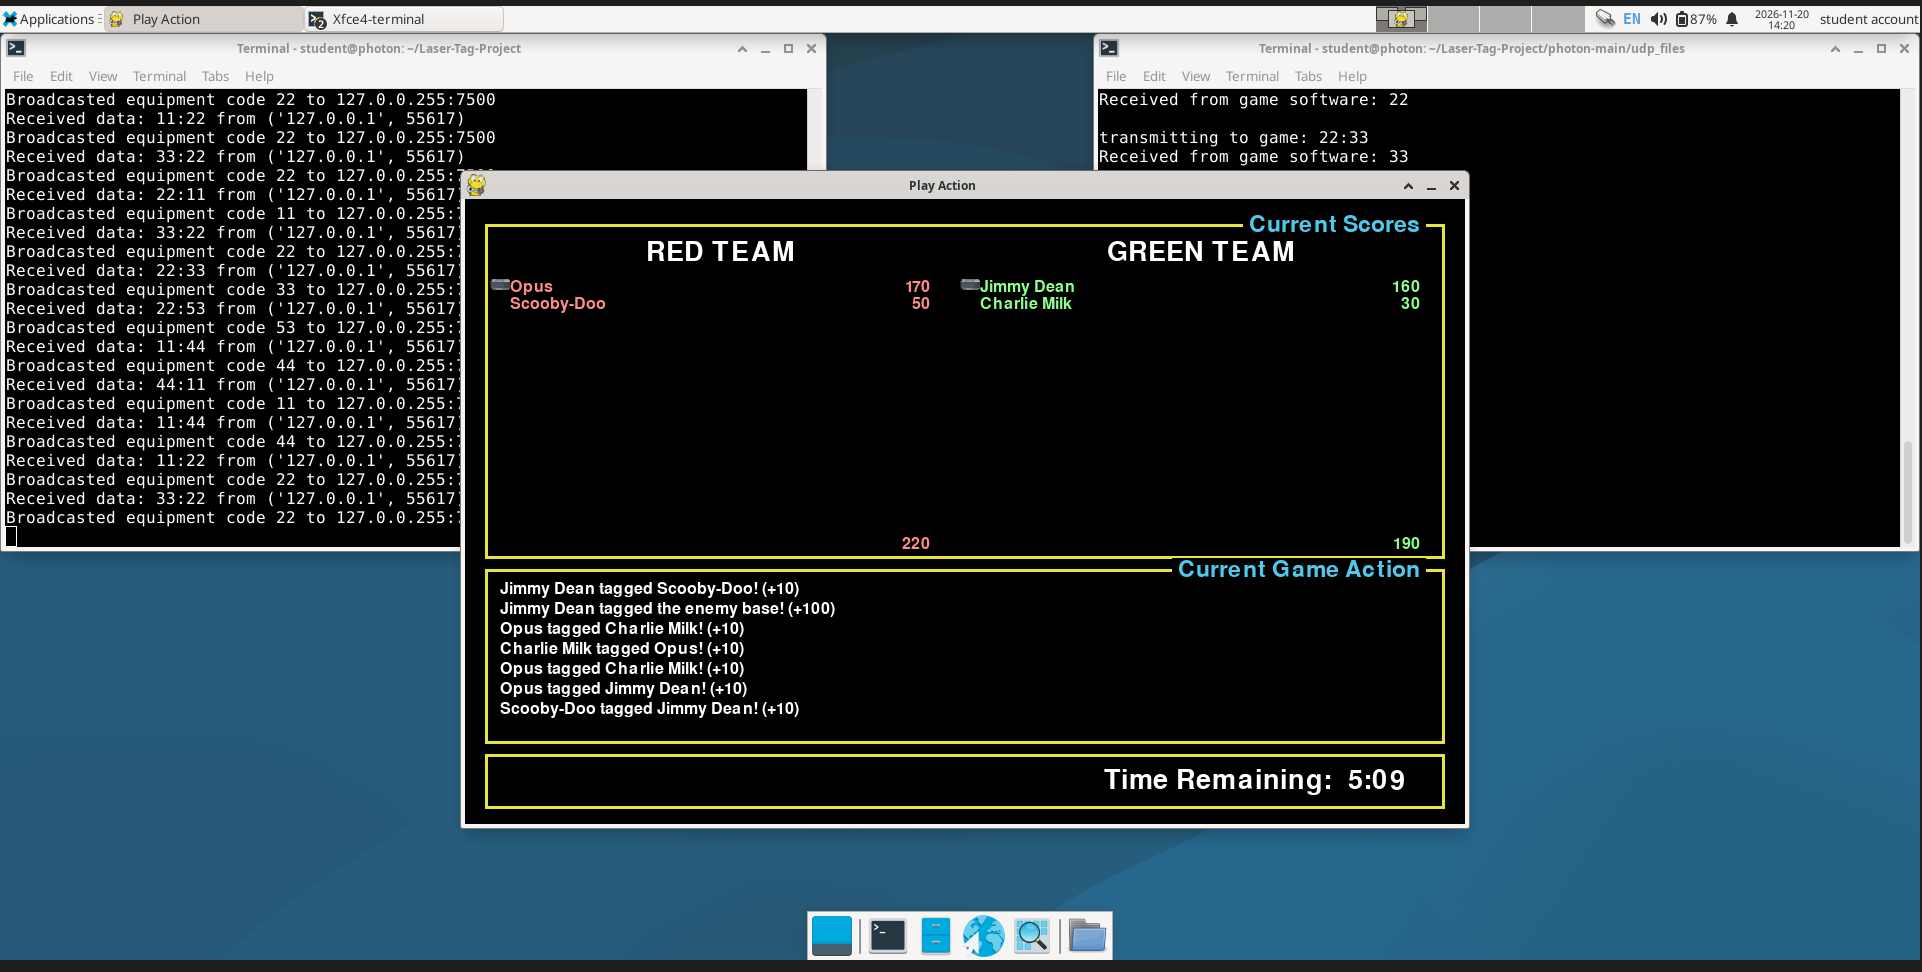 Applications
Play Action
Xfce4-terminal
EN
87%
2026-11-20
14:20
student account
Terminal - student@photon: ~/Laser-Tag-Project
File Edit View Terminal Tabs Help
Broadcasted equipment code 22 to 127.0.0.255:7500
Received data: 11:22 from ('127.0.0.1', 55617)
Broadcasted equipment code 22 to 127.0.0.255:7500
Received data: 33:22 from ('127.0.0.1', 55617)
Broadcasted equipment code 22 to 127.0.0.255:7500
Received data: 22:11 from ('127.0.0.1', 55617)
Broadcasted equipment code 11 to 127.0.0.255:7
Received data: 33:22 from ('127.0.0.1', 55617)
Broadcasted equipment code 22 to 127.0.0.255:7
Received data: 22:33 from ('127.0.0.1', 55617)
Broadcasted equipment code 33 to 127.0.0.255:7
Received data: 22:53 from ('127.0.0.1', 55617)
Broadcasted equipment code 53 to 127.0.0.255:7
Received data: 11:44 from ('127.0.0.1', 55617)
Broadcasted equipment code 44 to 127.0.0.255:7
Received data: 44:11 from ('127.0.0.1', 55617)
Broadcasted equipment code 11 to 127.0.0.255:7
Received data: 11:44 from ('127.0.0.1', 55617)
Broadcasted equipment code 44 to 127.0.0.255:7
Received data: 11:22 from ('127.0.0.1', 55617)
Broadcasted equipment code 22 to 127.0.0.255:7
Received data: 33:22 from ('127.0.0.1', 55617)
Broadcasted equipment code 22 to 127.0.0.255:7
Terminal - student@photon: ~/Laser-Tag-Project/photon-main/udp_files
File Edit View Terminal Tabs Help
Received from game software: 22
transmitting to game: 22:33
Received from game software: 33
Play Action
Current Scores
RED TEAM GREEN TEAM
Opus 170 Jimmy Dean 160
Scooby-Doo 50 Charlie Milk 30
220 190
Current Game Action
Jimmy Dean tagged Scooby-Doo! (+10)
Jimmy Dean tagged the enemy base! (+100)
Opus tagged Charlie Milk! (+10)
Charlie Milk tagged Opus! (+10)
Opus tagged Charlie Milk! (+10)
Opus tagged Jimmy Dean! (+10)
Scooby-Doo tagged Jimmy Dean! (+10)
Time Remaining: 5:09